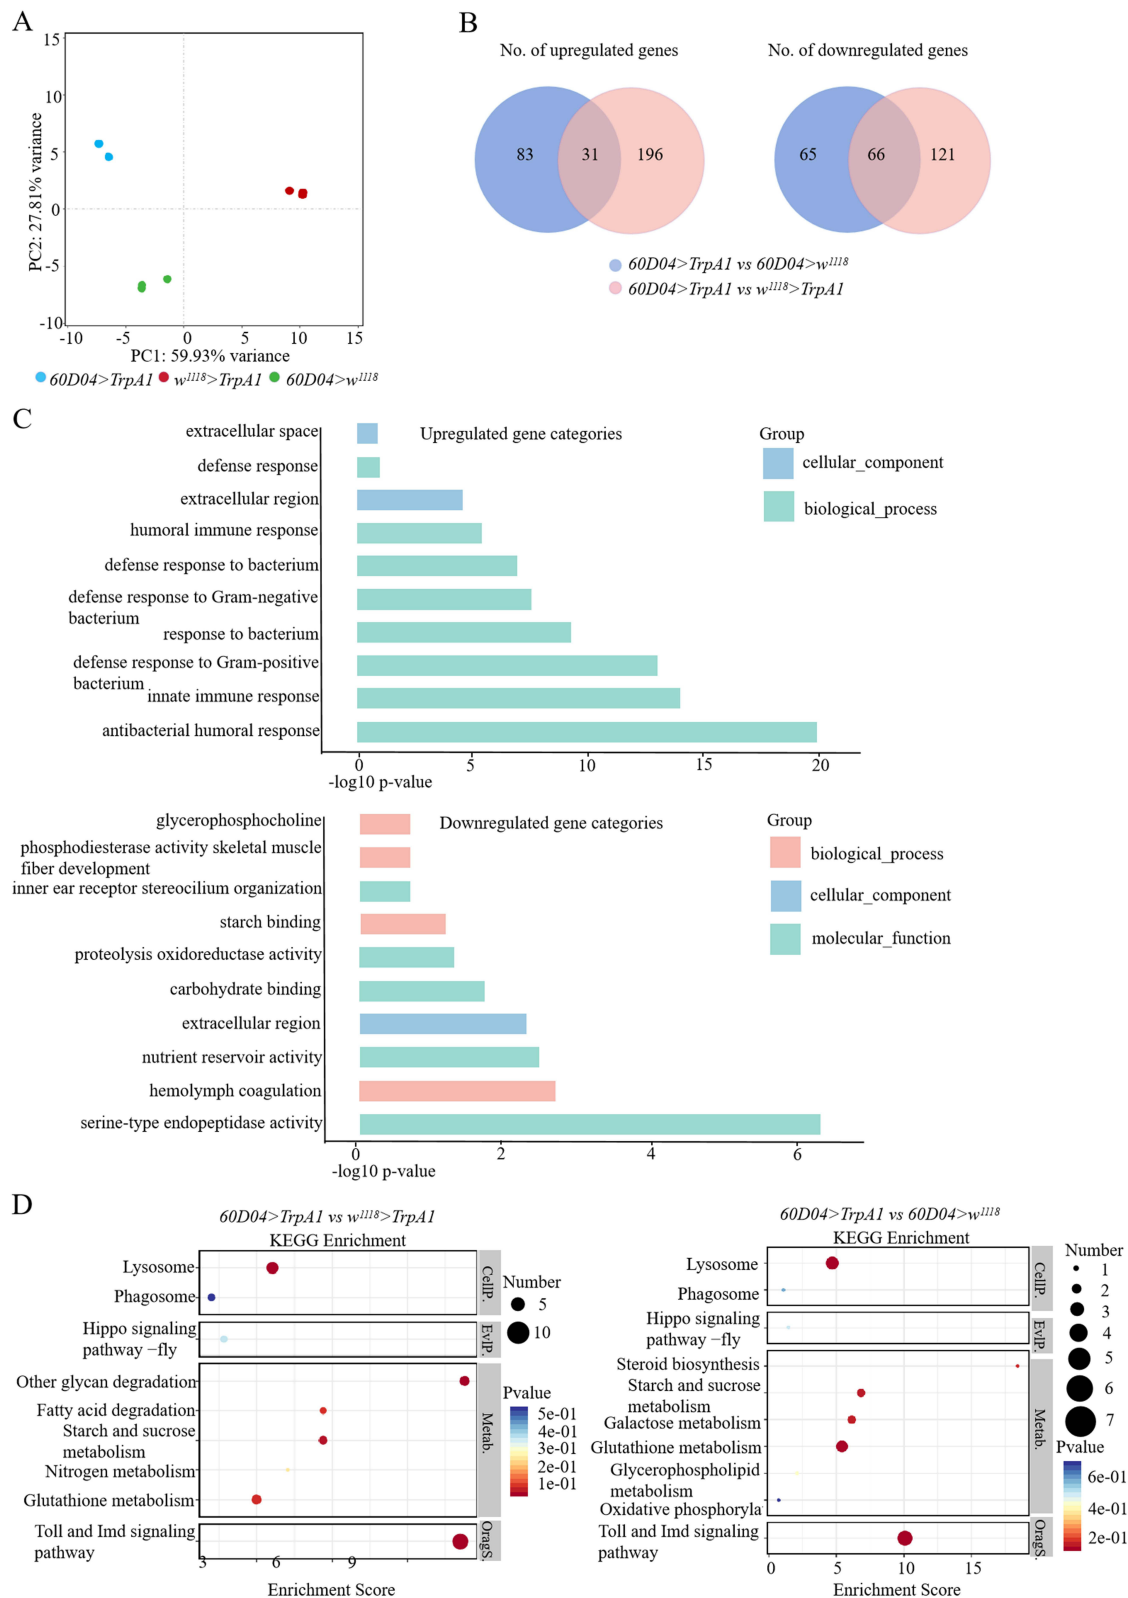 A
15
10
5
0
-5
-10
PC2: 27.81% variance
-10
-5
0
5
10
15
PC1: 59.93% variance
60D04>TrpA1
w1118>TrpA1
60D04>w1118
B
No. of upregulated genes
No. of downregulated genes
83
31
196
65
66
121
60D04>TrpA1 vs 60D04>w1118
60D04>TrpA1 vs w1118>TrpA1
C
extracellular space
defense response
extracellular region
humoral immune response
defense response to bacterium
defense response to Gram-negative
bacterium
response to bacterium
defense response to Gram-positive
bacterium
innate immune response
antibacterial humoral response
Upregulated gene categories
Group
cellular_component
biological_process
0
5
10
15
20
-log10 p-value
glycerophosphocholine
phosphodiesterase activity skeletal muscle
fiber development
inner ear receptor stereocilium organization
starch binding
proteolysis oxidoreductase activity
carbohydrate binding
extracellular region
nutrient reservoir activity
hemolymph coagulation
serine-type endopeptidase activity
Downregulated gene categories
Group
biological_process
cellular_component
molecular_function
0
2
4
6
-log10 p-value
D
60D04>TrpA1 vs w1118>TrpA1
KEGG Enrichment
Lysosome
Phagosome
Hippo signaling
pathway −fly
Other glycan degradation
Fatty acid degradation
Starch and sucrose
metabolism
Nitrogen metabolism
Glutathione metabolism
Toll and Imd signaling
pathway
CellP.
EvlP.
Metab.
OragS.
3
6
9
Enrichment Score
Number
5
10
Pvalue
5e-01
4e-01
3e-01
2e-01
1e-01
60D04>TrpA1 vs 60D04>w1118
KEGG Enrichment
Lysosome
Phagosome
Hippo signaling
pathway −fly
Steroid biosynthesis
Starch and sucrose
metabolism
Galactose metabolism
Glutathione metabolism
Glycerophospholipid
metabolism
Oxidative phosphoryla
Toll and Imd signaling
pathway
CellP.
EvlP.
Metab.
OragS.
0
5
10
15
Enrichment Score
Number
1
2
3
4
5
6
7
Pvalue
6e-01
4e-01
2e-01